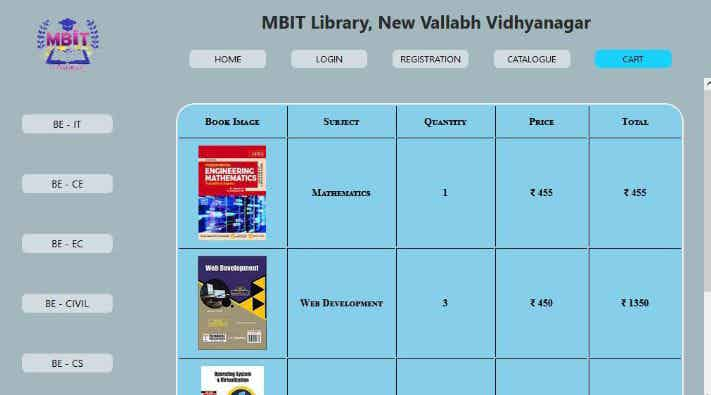 MBIT Library, New Vallabh Vidhyanagar
MBIT
HOME
LOGIN
REGISTRATION
CATALOGUE
CART
BE - IT
BE - CE
BE - EC
BE - CIVIL
BE - CS
Book Image
Subject
Quantity
Price
Total
ENGINEERING
MATHEMATICS
Mathematics
1
₹ 455
₹ 455
Web Development
Web Development
3
₹ 450
₹ 1350
Operating System
& Virtualization